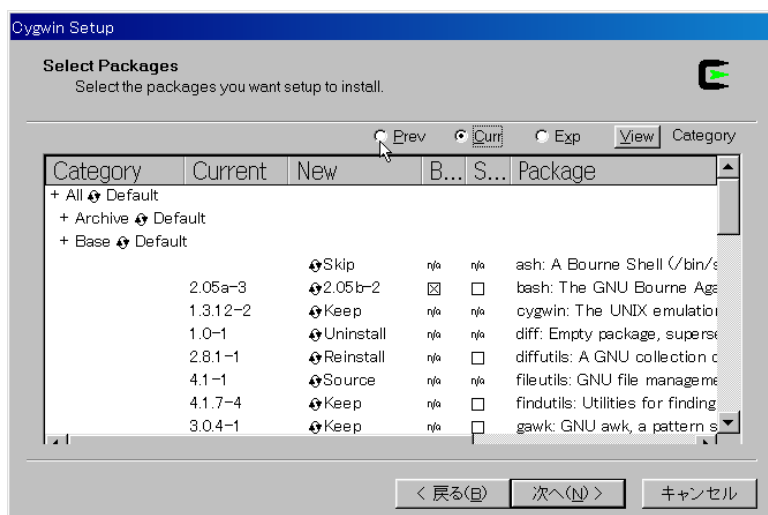 Cygwin Setup
Select Packages
Select the packages you want setup to install.
Prev Curr Exp View Category
Category Current New B... S... Package
+ All Default
+ Archive Default
+ Base Default
Skip n/a n/a ash: A Bourne Shell (/bin/s
2.05a-3 2.05b-2 bash: The GNU Bourne Aga
1.3.12-2 Keep n/a n/a cygwin: The UNIX emulatio
1.0-1 Uninstall n/a n/a diff: Empty package, superse
2.8.1-1 Reinstall n/a diffutils: A GNU collection o
4.1-1 Source n/a n/a fileutils: GNU file manageme
4.1.7-4 Keep n/a findutils: Utilities for finding
3.0.4-1 Keep n/a gawk: GNU awk, a pattern s
< 戻る(B) 次へ(N) > キャンセル